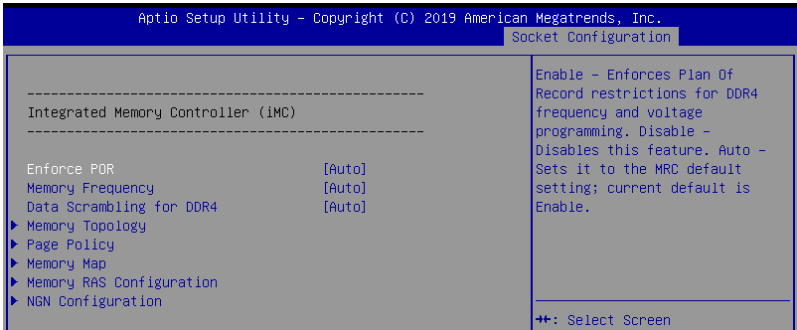 Aptio Setup Utility – Copyright (C) 2019 American Megatrends, Inc.
Socket Configuration
------------------------------------------------
Integrated Memory Controller (iMC)
------------------------------------------------
Enforce POR [Auto]
Memory Frequency [Auto]
Data Scrambling for DDR4 [Auto]
Memory Topology
Page Policy
Memory Map
Memory RAS Configuration
NGN Configuration
Enable – Enforces Plan Of
Record restrictions for DDR4
frequency and voltage
programming. Disable –
Disables this feature. Auto –
Sets it to the MRC default
setting; current default is
Enable.
: Select Screen